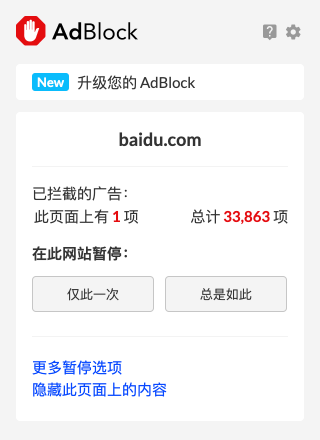 AdBlock
New 升级您的 AdBlock
baidu.com
已拦截的广告：
此页面上有 1 项 总计 33,863 项
在此网站暂停：
仅此一次 总是如此
更多暂停选项
隐藏此页面上的内容